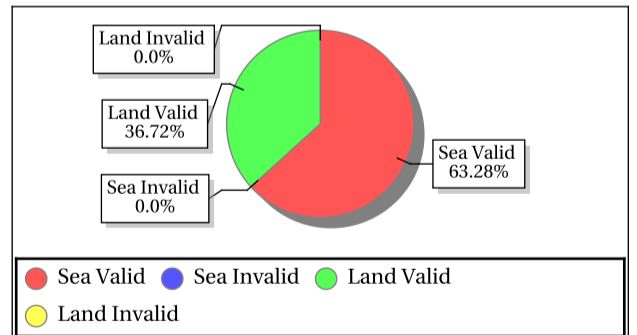 Land Invalid
0.0%
Land Valid
36.72%
Sea Invalid
0.0%
Sea Valid
63.28%
Sea Valid Sea Invalid Land Valid
Land Invalid